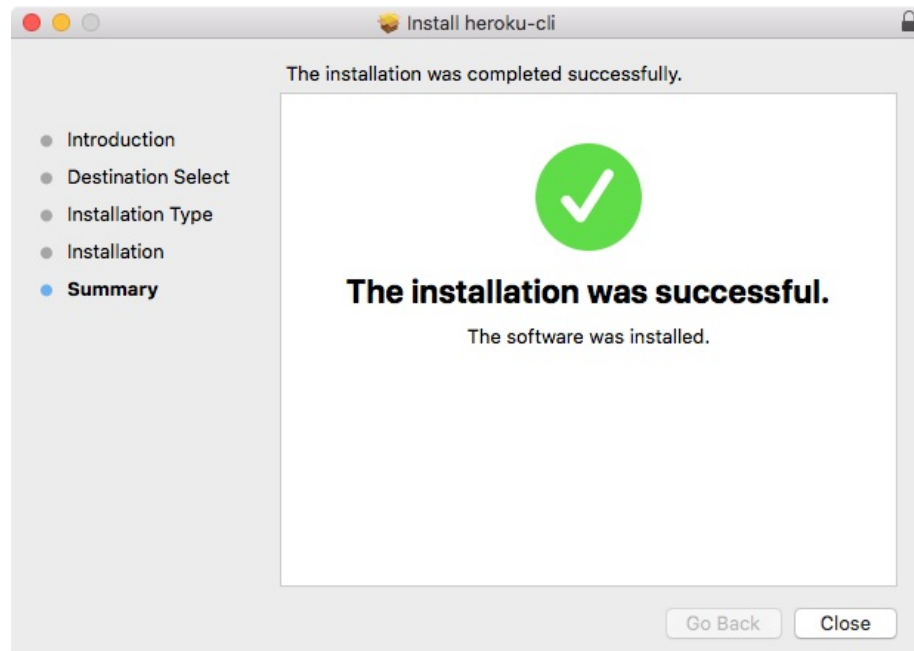 Install heroku-cli
The installation was completed successfully.
Introduction
Destination Select
Installation Type
Installation
Summary
The installation was successful.
The software was installed.
Go Back
Close